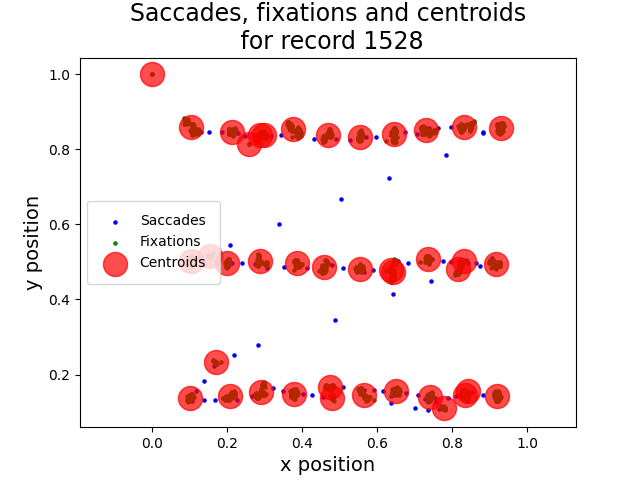 Saccades, fixations and centroids
for record 1528
1.0
0.8
0.6
0.4
0.2
y position
Saccades
Fixations
Centroids
0.0
0.2
0.4
0.6
0.8
1.0
x position